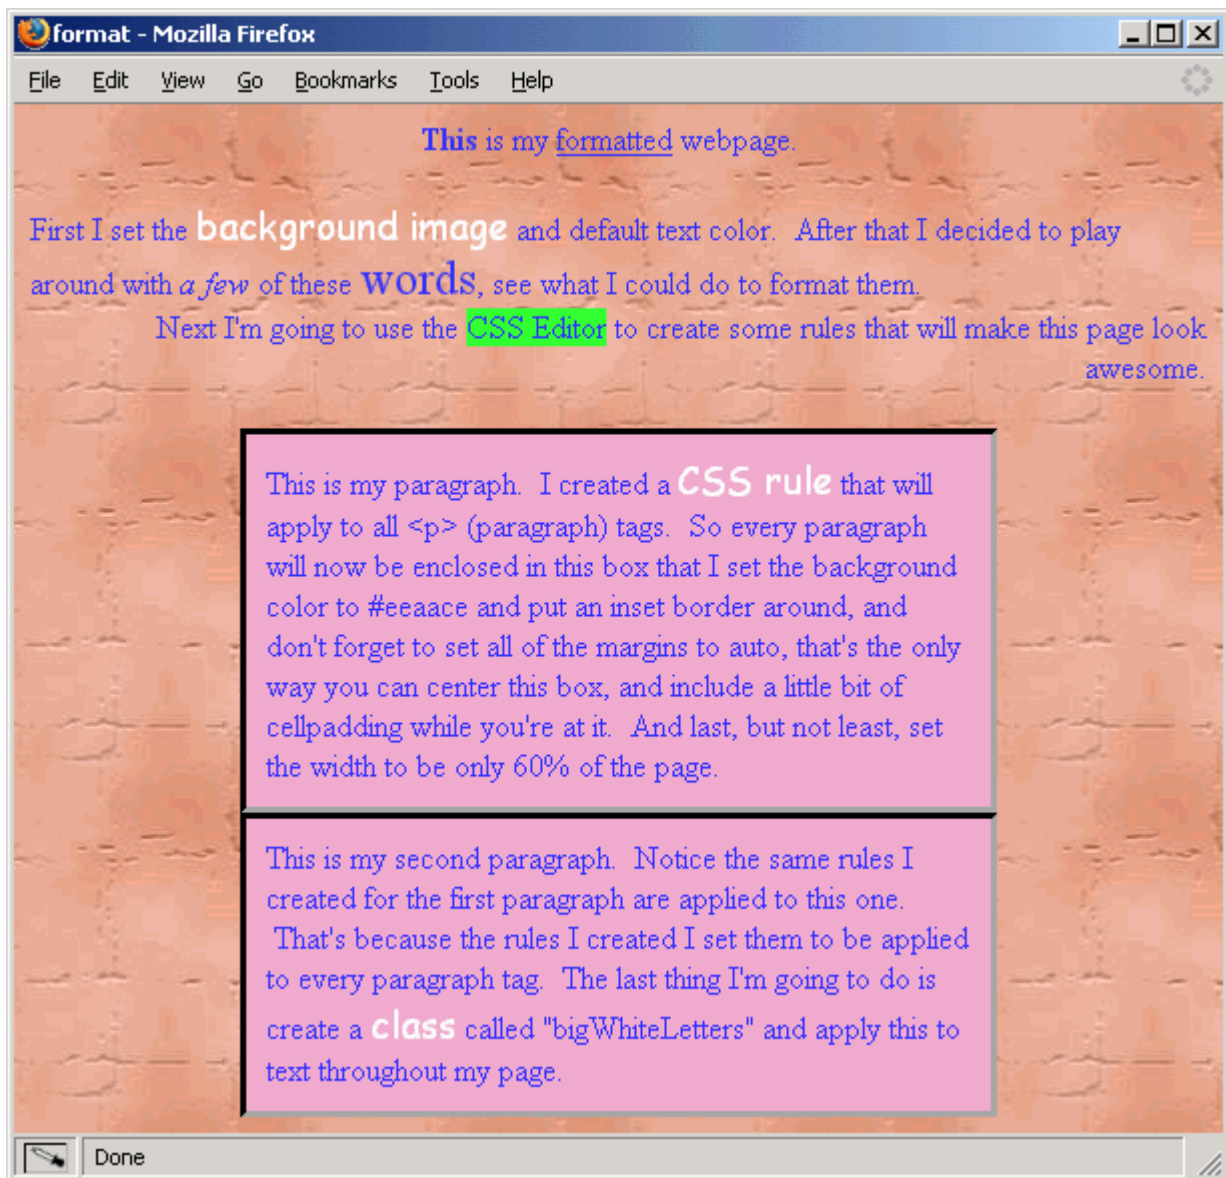 format - Mozilla Firefox
File Edit View Go Bookmarks Tools Help
This is my formatted webpage.
First I set the background image and default text color. After that I decided to play
around with a few of these words, see what I could do to format them.
Next I'm going to use the CSS Editor to create some rules that will make this page look
awesome.
This is my paragraph. I created a CSS rule that will
apply to all <p> (paragraph) tags. So every paragraph
will now be enclosed in this box that I set the background
color to #eeaace and put an inset border around, and
don't forget to set all of the margins to auto, that's the only
way you can center this box, and include a little bit of
cellpadding while you're at it. And last, but not least, set
the width to be only 60% of the page.
This is my second paragraph. Notice the same rules I
created for the first paragraph are applied to this one.
That's because the rules I created I set them to be applied
to every paragraph tag. The last thing I'm going to do is
create a class called "bigWhiteLetters" and apply this to
text throughout my page.
Done